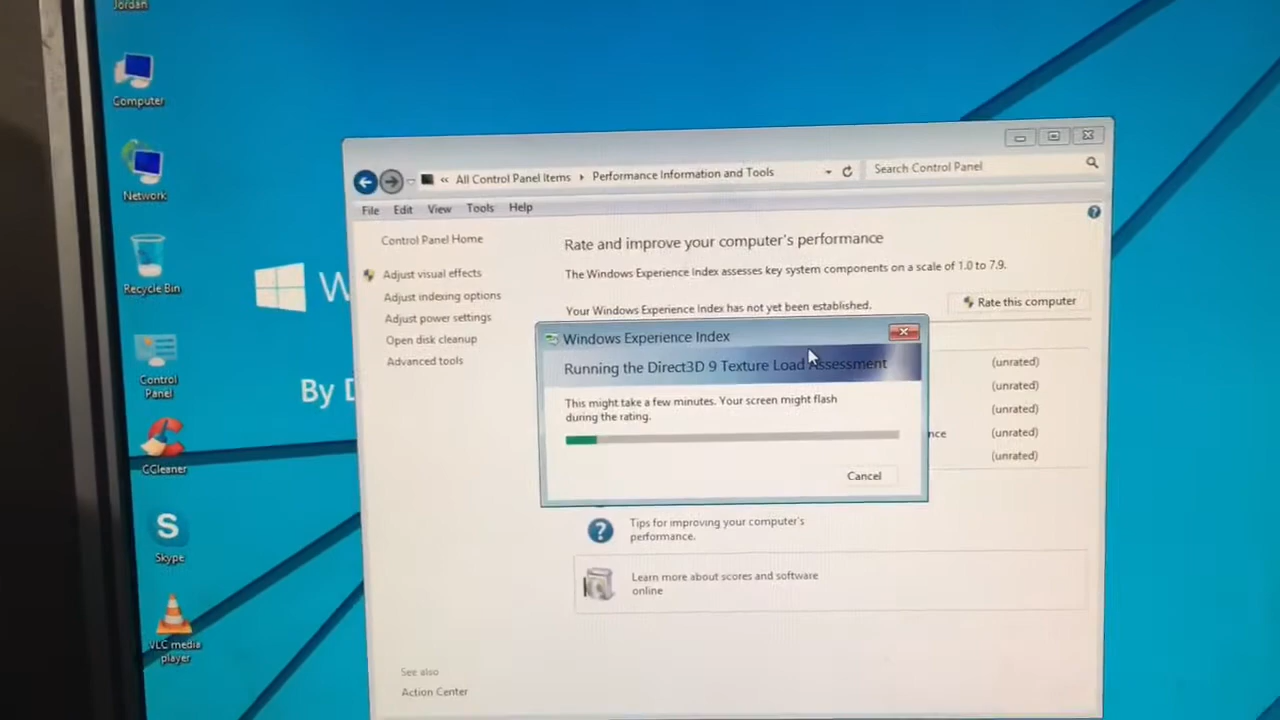 Jordan
Computer
Network
Recycle Bin
Control
Panel
CCleaner
Skype
VLC media
player
W
By D
« All Control Panel Items ▸ Performance Information and Tools
Search Control Panel
File Edit View Tools Help
Control Panel Home
Adjust visual effects
Adjust indexing options
Adjust power settings
Open disk cleanup
Advanced tools
See also
Action Center
Rate and improve your computer's performance
The Windows Experience Index assesses key system components on a scale of 1.0 to 7.9.
Your Windows Experience Index has not yet been established.
Rate this computer
(unrated)
(unrated)
(unrated)
nce (unrated)
(unrated)
Windows Experience Index
Running the Direct3D 9 Texture Load Assessment
This might take a few minutes. Your screen might flash
during the rating.
Cancel
Tips for improving your computer's
performance.
Learn more about scores and software
online